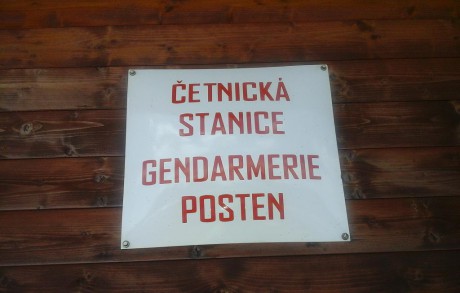 ČETNICKÁ
STANICE
GENDARMERIE
POSTEN